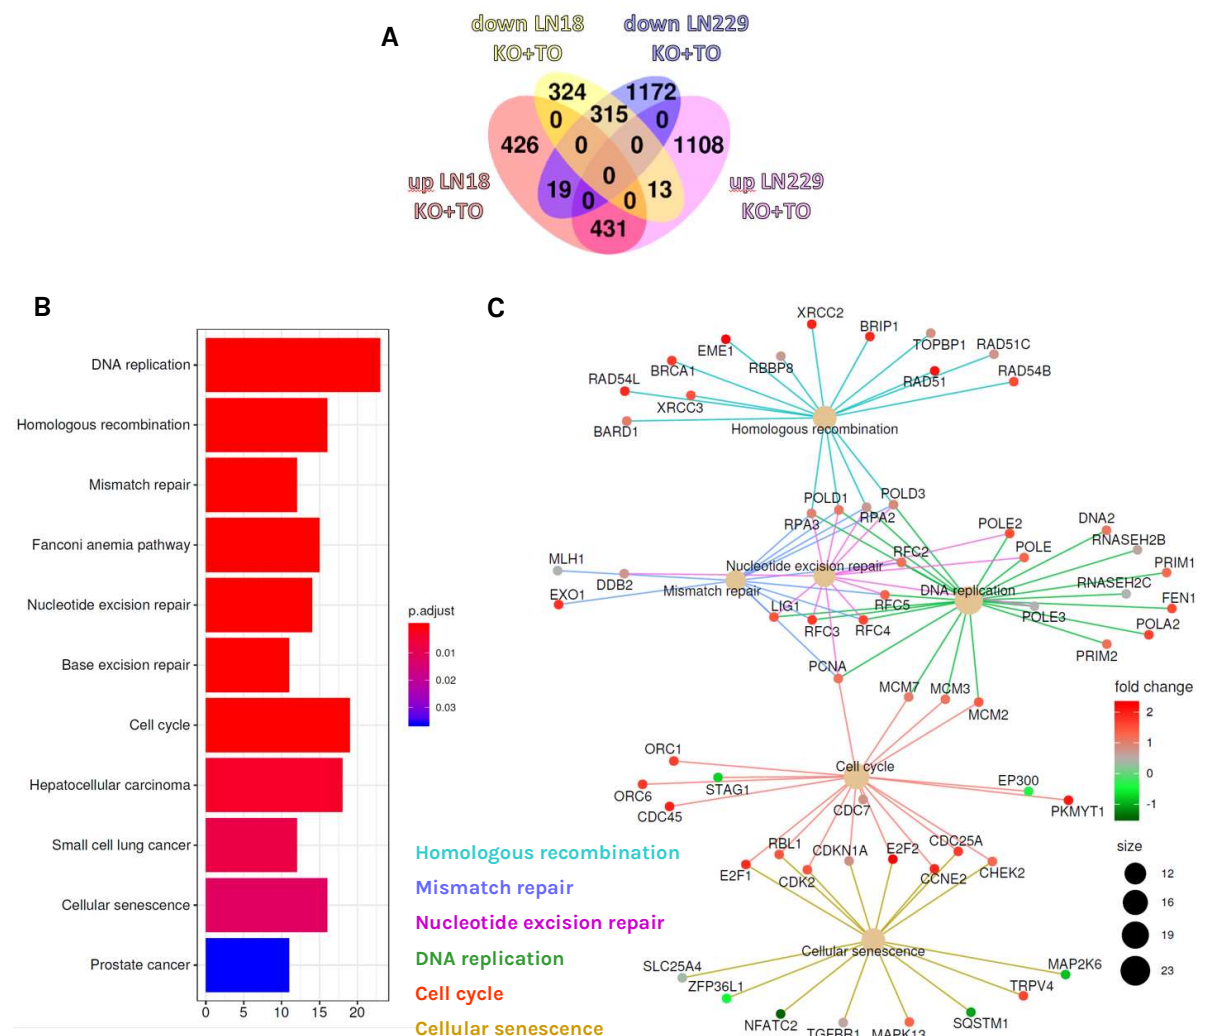 A
down LN18
KO+TO
down LN229
KO+TO
324
1172
0
315
0
426
0
0
1108
0
19
0
0
13
431
up LN18
KO+TO
up LN229
KO+TO
B
DNA replication
Homologous recombination
Mismatch repair
Fanconi anemia pathway
Nucleotide excision repair
Base excision repair
Cell cycle
Hepatocellular carcinoma
Small cell lung cancer
Cellular senescence
Prostate cancer
0 5 10 15 20
p.adjust
0.01
0.02
0.03
Homologous recombination
Mismatch repair
Nucleotide excision repair
DNA replication
Cell cycle
Cellular senescence
C
XRCC2
BRIP1
EME1
TOPBP1
RAD51C
RBBP8
BRCA1
RAD51
RAD54B
RAD54L
XRCC3
BARD1
Homologous recombination
POLD1
POLD3
RPA3
RPA2
POLE2
DNA2
RNASEH2B
POLE
RFC2
MLH1
Nucleotide excision repair
PRIM1
DDB2
Mismatch repair
DNA replication
RNASEH2C
EXO1
FEN1
LIG1
RFC5
POLE3
RFC3
RFC4
POLA2
PRIM2
PCNA
MCM7
MCM3
MCM2
ORC1
Cell cycle
EP300
STAG1
ORC6
CDC7
PKMYT1
CDC45
RBL1
CDKN1A
E2F2
CDC25A
E2F1
CDK2
CCNE2
CHEK2
Cellular senescence
SLC25A4
MAP2K6
ZFP36L1
TRPV4
NFATC2
TGFBR1
MAPK13
SQSTM1
fold change
2
1
0
-1
size
12
16
19
23